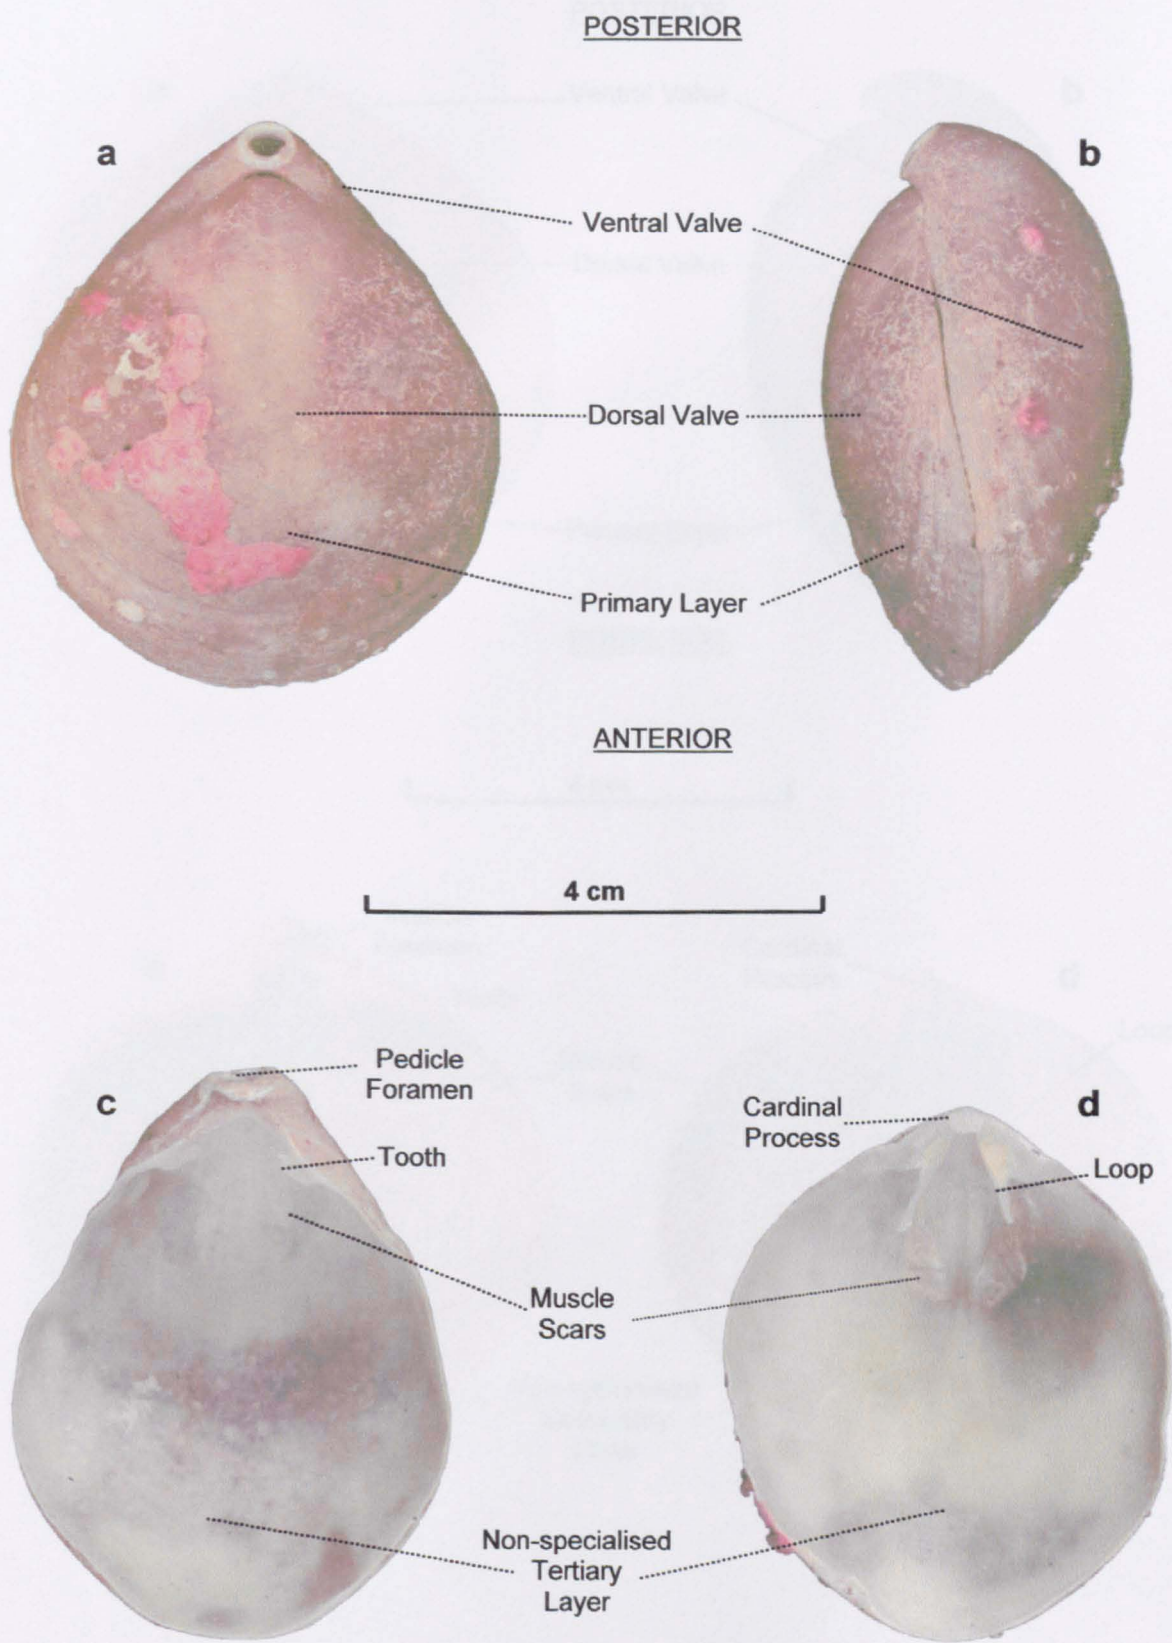 POSTERIOR
a
b
Ventral Valve
Dorsal Valve
Primary Layer
ANTERIOR
4 cm
c
Pedicle
Foramen
Tooth
Cardinal
Process
d
Loop
Muscle
Scars
Non-specialised
Tertiary
Layer